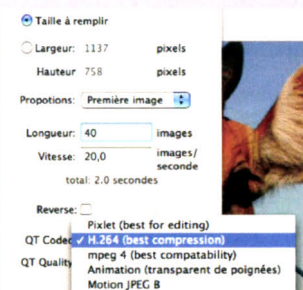 Taille à remplir
Largeur: 1137 pixels
Hauteur 758 pixels
Propotions: Première image
Longueur: 40 images
Vitesse: 20,0 images/
seconde
total: 2.0 secondes
Reverse:
Pixlet (best for editing)
QT Codec ✓ H.264 (best compression)
mpeg 4 (best compatability)
QT Quality
Animation (transparent de poignées)
Motion JPEG B